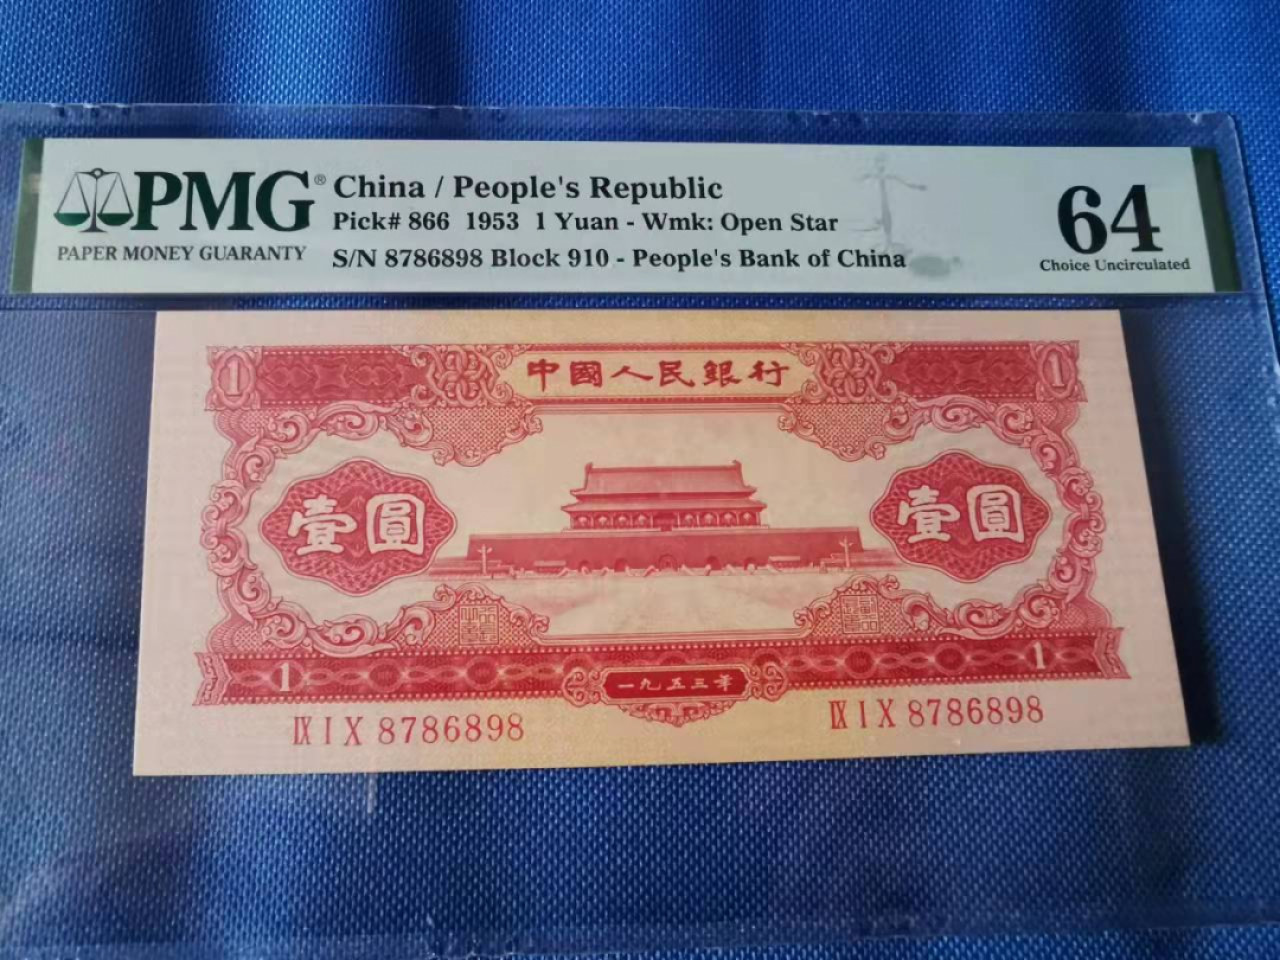 PMG® China / People's Republic
PAPER MONEY GUARANTY
Pick# 866 1953 1 Yuan - Wmk: Open Star
S/N 8786898 Block 910 - People's Bank of China
64
Choice Uncirculated
1 中國人民銀行 1
壹圓 壹圓
1 一九五三年 1
IX I X 8786898 IX I X 8786898